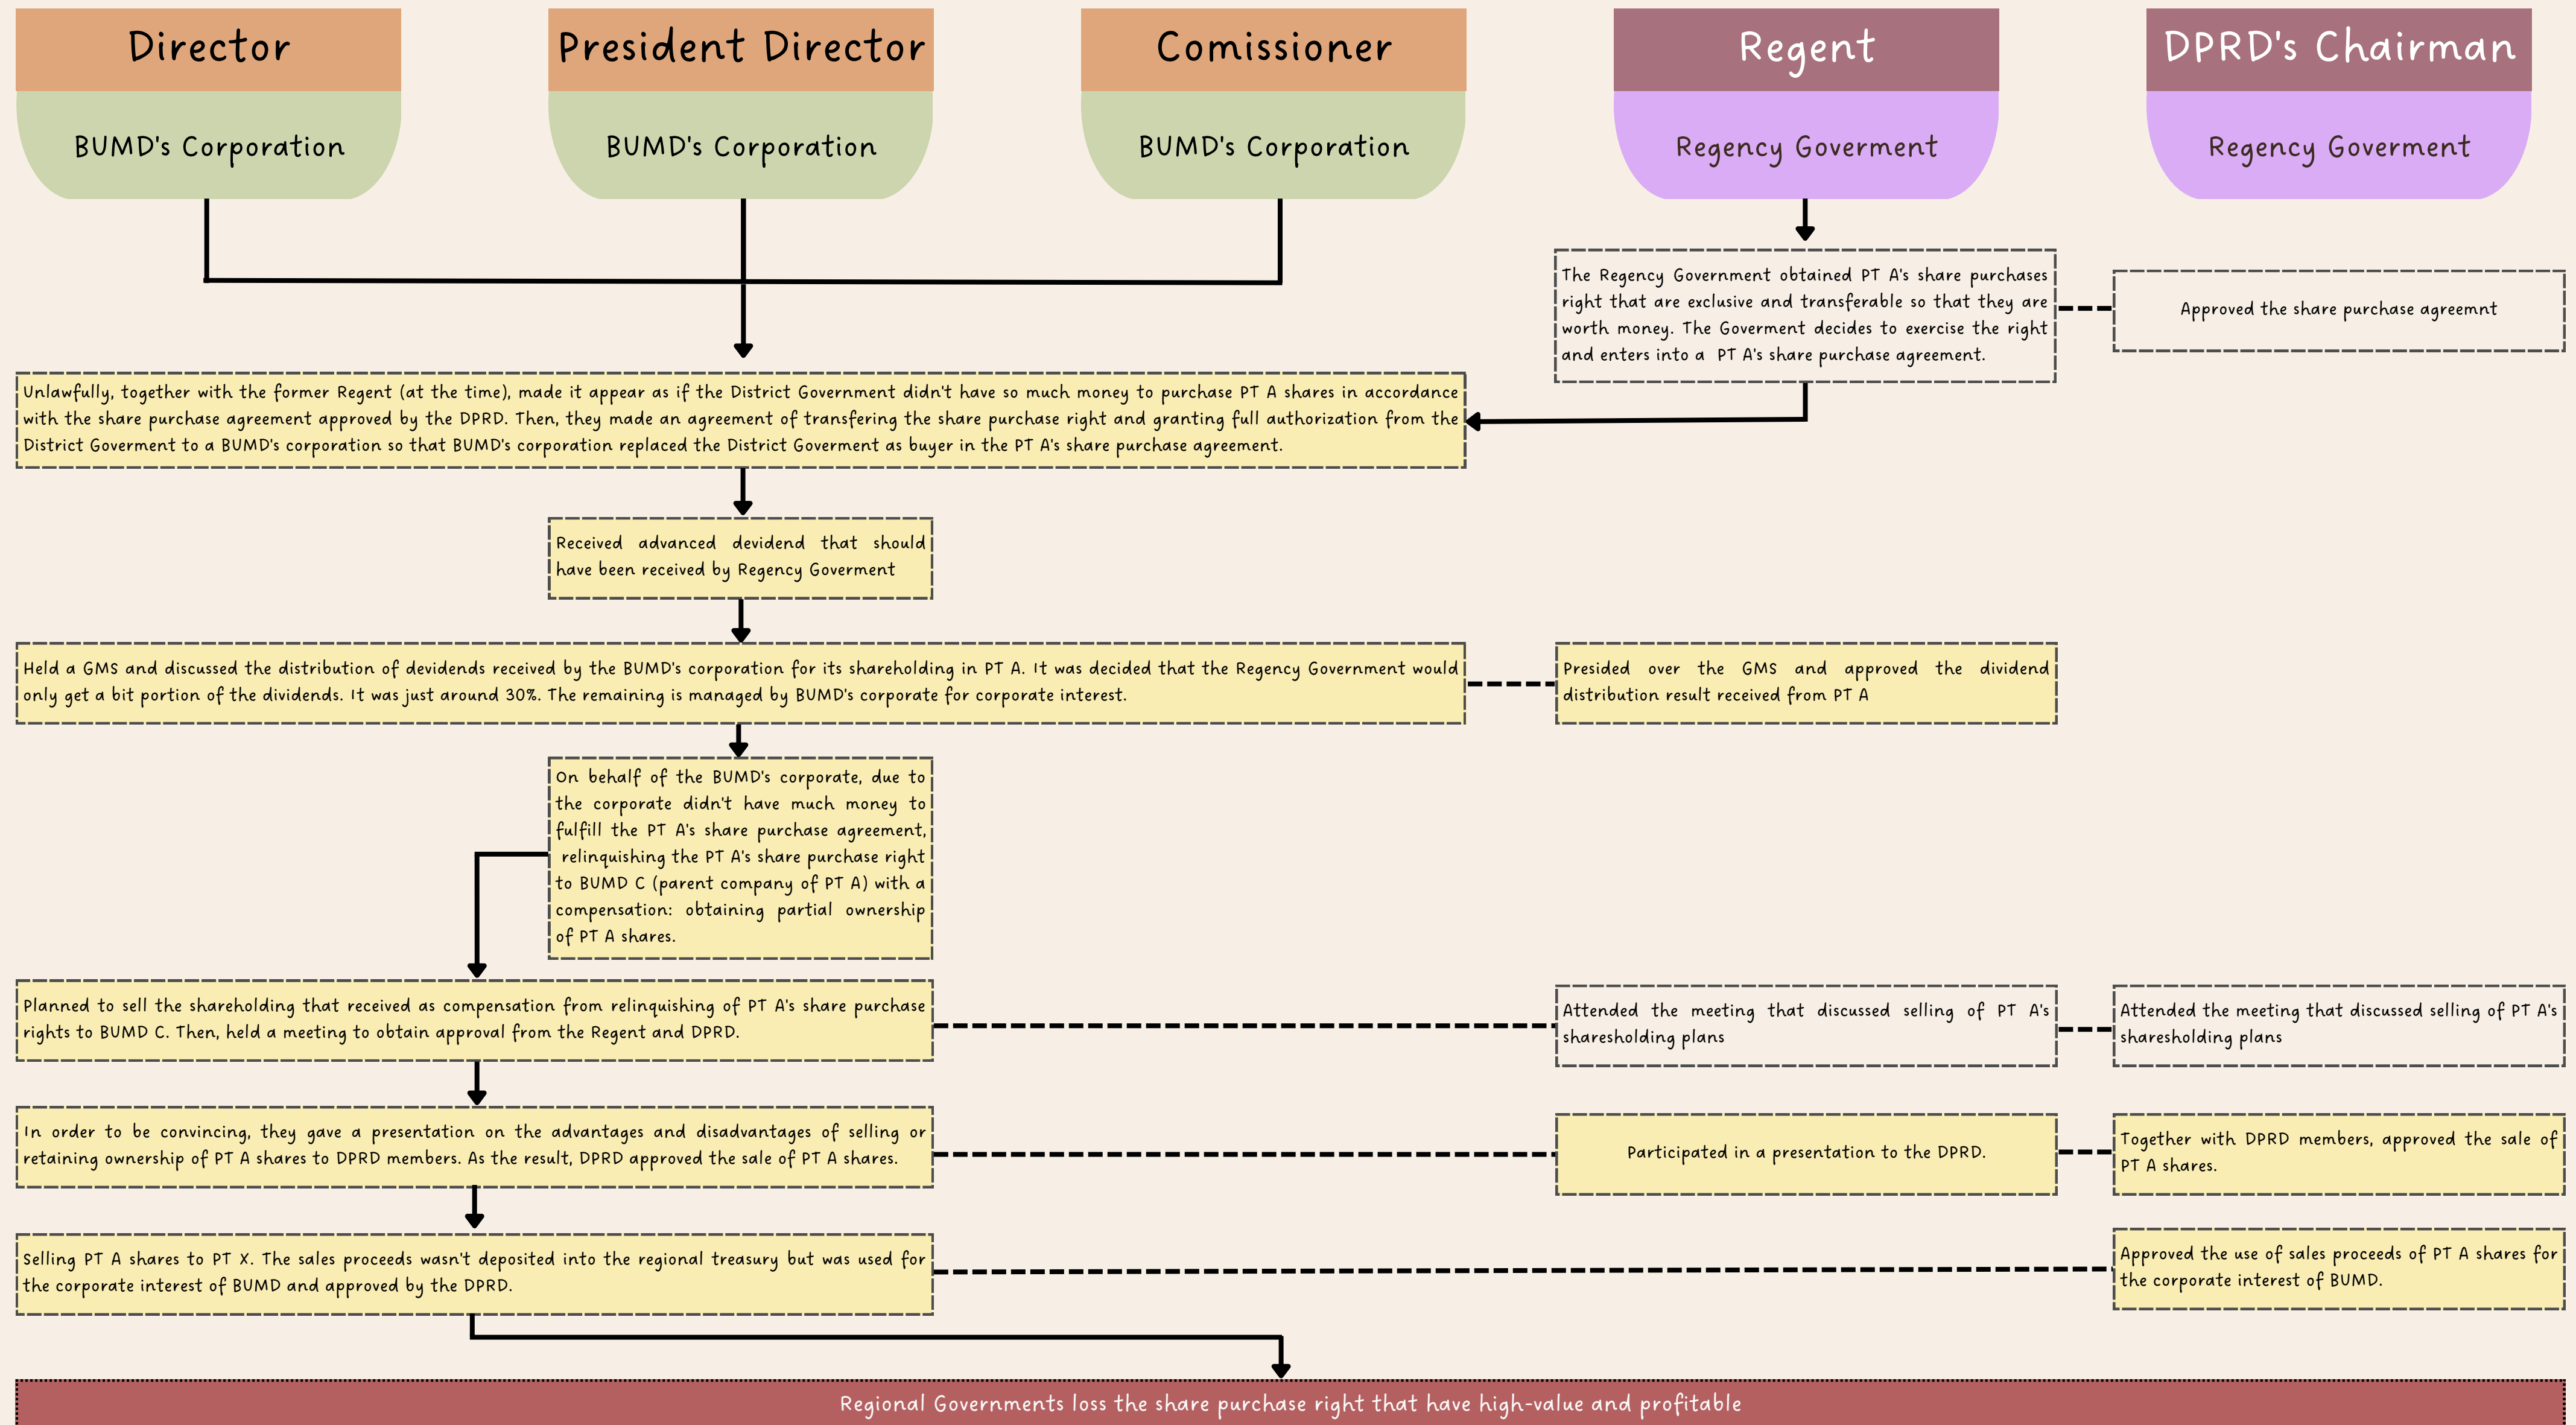 Director
President Director
Comissioner
Regent
DPRD's Chairman
BUMD's Corporation
BUMD's Corporation
BUMD's Corporation
Regency Goverment
Regency Goverment
The Regency Government obtained PT A's share purchases
right that are exclusive and transferable so that they are
worth money. The Goverment decides to exercise the right
and enters into a PT A's share purchase agreement.
Approved the share purchase agreemnt
Unlawfully, together with the former Regent (at the time), made it appear as if the District Government didn't have so much money to purchase PT A shares in accordance
with the share purchase agreement approved by the DPRD. Then, they made an agreement of transfering the share purchase right and granting full authorization from the
District Goverment to a BUMD's corporation so that BUMD's corporation replaced the District Goverment as buyer in the PT A's share purchase agreement.
Received advanced devidend that should
have been received by Regency Goverment
Held a GMS and discussed the distribution of devidends received by the BUMD's corporation for its shareholding in PT A. It was decided that the Regency Government would
only get a bit portion of the dividends. It was just around 30%. The remaining is managed by BUMD's corporate for corporate interest.
Presided over the GMS and approved the dividend
distribution result received from PT A
On behalf of the BUMD's corporate, due to
the corporate didn't have much money to
fulfill the PT A's share purchase agreement,
relinquishing the PT A's share purchase right
to BUMD C (parent company of PT A) with a
compensation: obtaining partial ownership
of PT A shares.
Planned to sell the shareholding that received as compensation from relinquishing of PT A's share purchase
rights to BUMD C. Then, held a meeting to obtain approval from the Regent and DPRD.
Attended the meeting that discussed selling of PT A's
sharesholding plans
Attended the meeting that discussed selling of PT A's
sharesholding plans
In order to be convincing, they gave a presentation on the advantages and disadvantages of selling or
retaining ownership of PT A shares to DPRD members. As the result, DPRD approved the sale of PT A shares.
Participated in a presentation to the DPRD.
Together with DPRD members, approved the sale of
PT A shares.
Selling PT A shares to PT X. The sales proceeds wasn't deposited into the regional treasury but was used for
the corporate interest of BUMD and approved by the DPRD.
Approved the use of sales proceeds of PT A shares for
the corporate interest of BUMD.
Regional Governments loss the share purchase right that have high-value and profitable